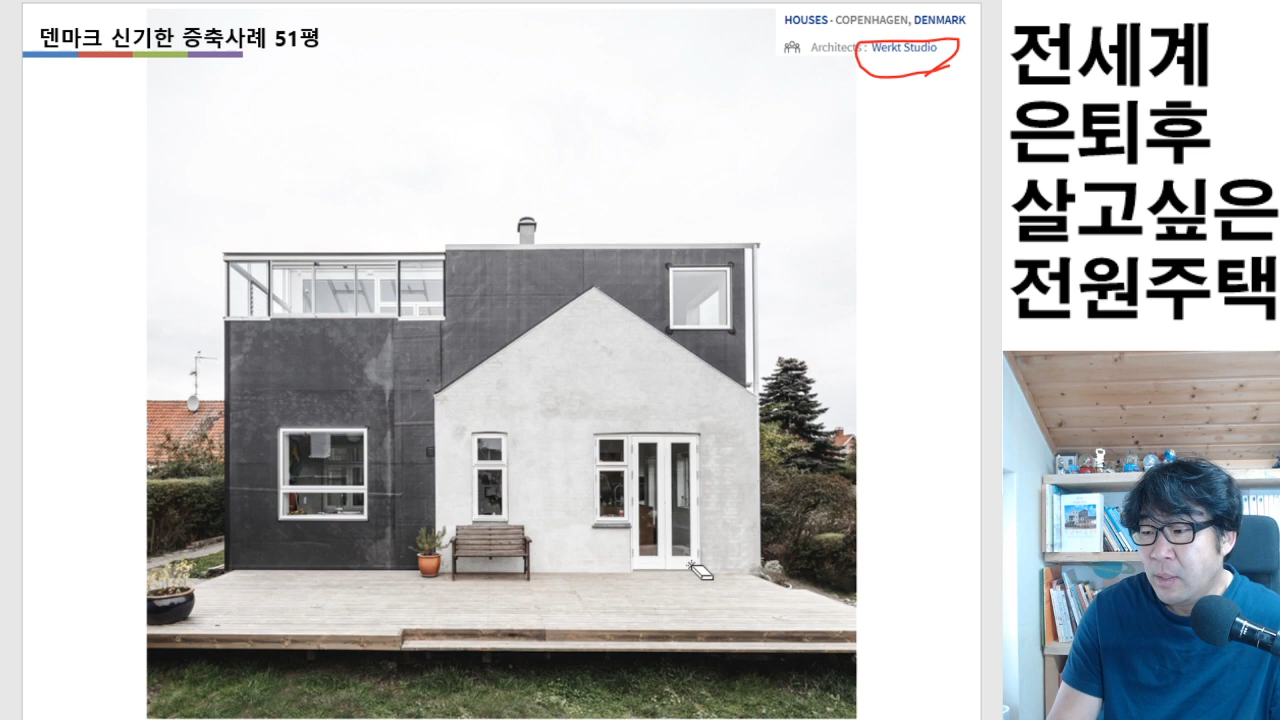 덴마크 신기한 증축사례 51평
HOUSES - COPENHAGEN, DENMARK
Architects : Werkt Studio
전세계
은퇴후
살고싶은
전원주택